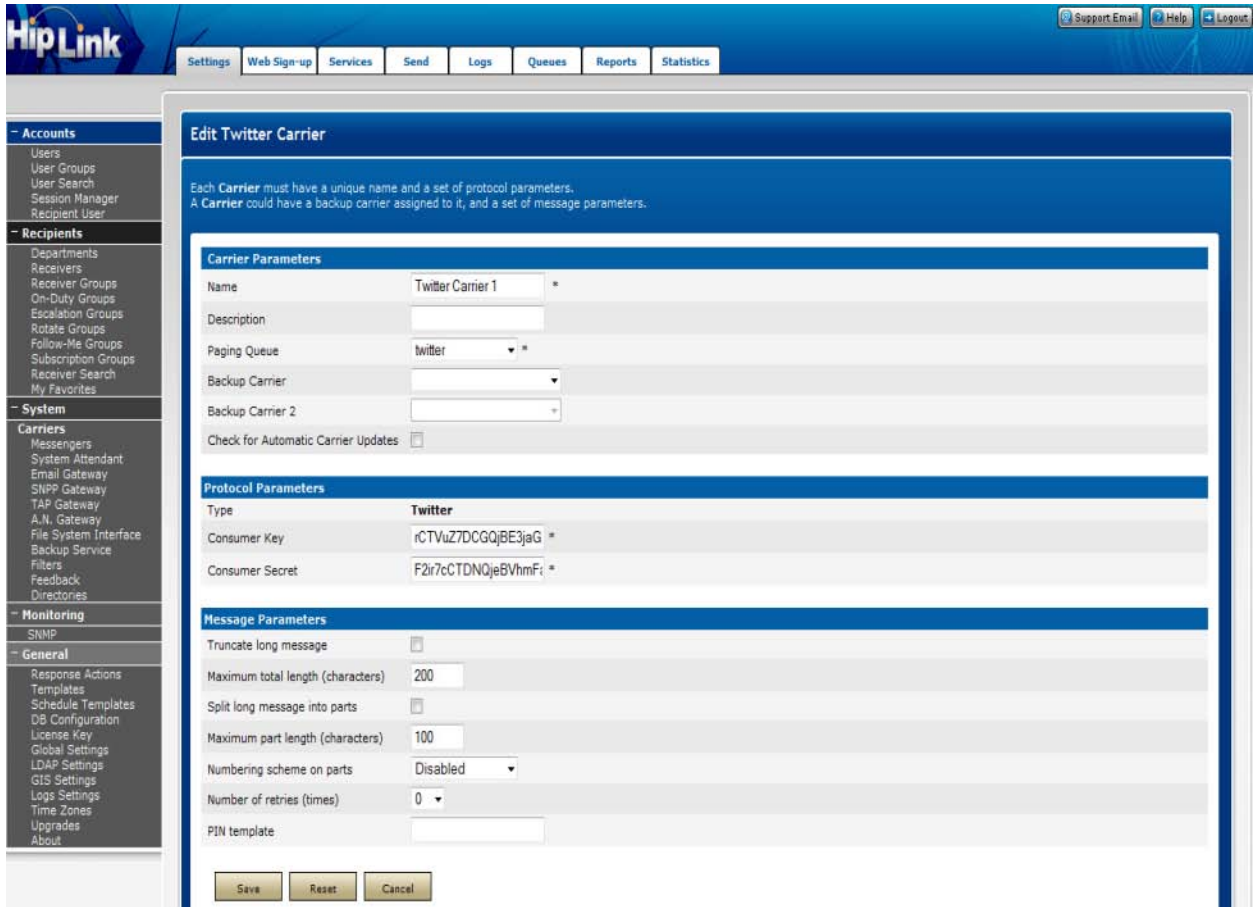 HipLink
Support Email Help Logout
Settings Web Sign-up Services Send Logs Queues Reports Statistics
− Accounts
Users
User Groups
User Search
Session Manager
Recipient User
− Recipients
Departments
Receivers
Receiver Groups
On-Duty Groups
Escalation Groups
Rotate Groups
Follow-Me Groups
Subscription Groups
Receiver Search
My Favorites
− System
Carriers
Messengers
System Attendant
Email Gateway
SNPP Gateway
TAP Gateway
A.N. Gateway
File System Interface
Backup Service
Filters
Feedback
Directories
− Monitoring
SNMP
− General
Response Actions
Templates
Schedule Templates
DB Configuration
License Key
Global Settings
LDAP Settings
GIS Settings
Logs Settings
Time Zones
Upgrades
About
Edit Twitter Carrier
Each Carrier must have a unique name and a set of protocol parameters.
A Carrier could have a backup carrier assigned to it, and a set of message parameters.
Carrier Parameters
Name Twitter Carrier 1 *
Description
Paging Queue twitter *
Backup Carrier
Backup Carrier 2
Check for Automatic Carrier Updates
Protocol Parameters
Type Twitter
Consumer Key rCTVuZ7DCGQjBE3jaG *
Consumer Secret *
Message Parameters
Truncate long message
Maximum total length (characters) 200
Split long message into parts
Maximum part length (characters) 100
Numbering scheme on parts Disabled
Number of retries (times) 0
PIN template
Save Reset Cancel